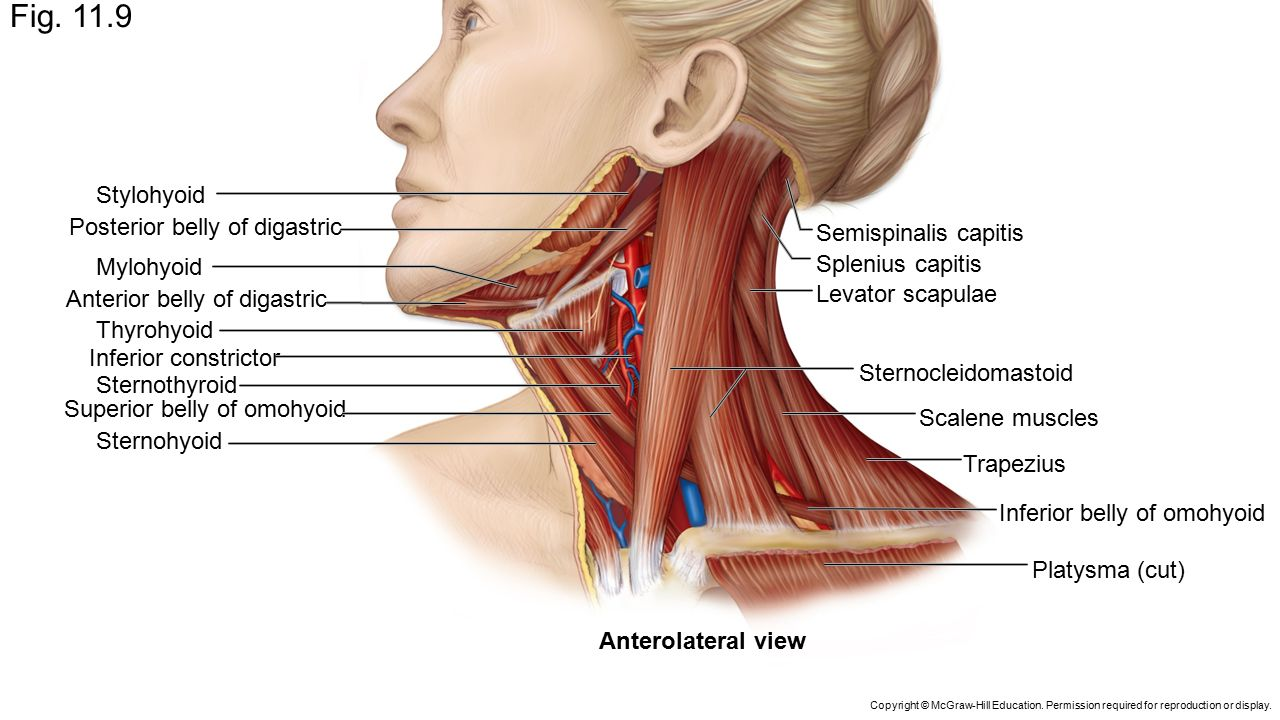 Fig. 11.9
Stylohyoid
Posterior belly of digastric
Mylohyoid
Anterior belly of digastric
Thyrohyoid
Inferior constrictor
Sternothyroid
Superior belly of omohyoid
Sternohyoid
Semispinalis capitis
Splenius capitis
Levator scapulae
Sternocleidomastoid
Scalene muscles
Trapezius
Inferior belly of omohyoid
Platysma (cut)
Anterolateral view
Copyright © McGraw-Hill Education. Permission required for reproduction or display.